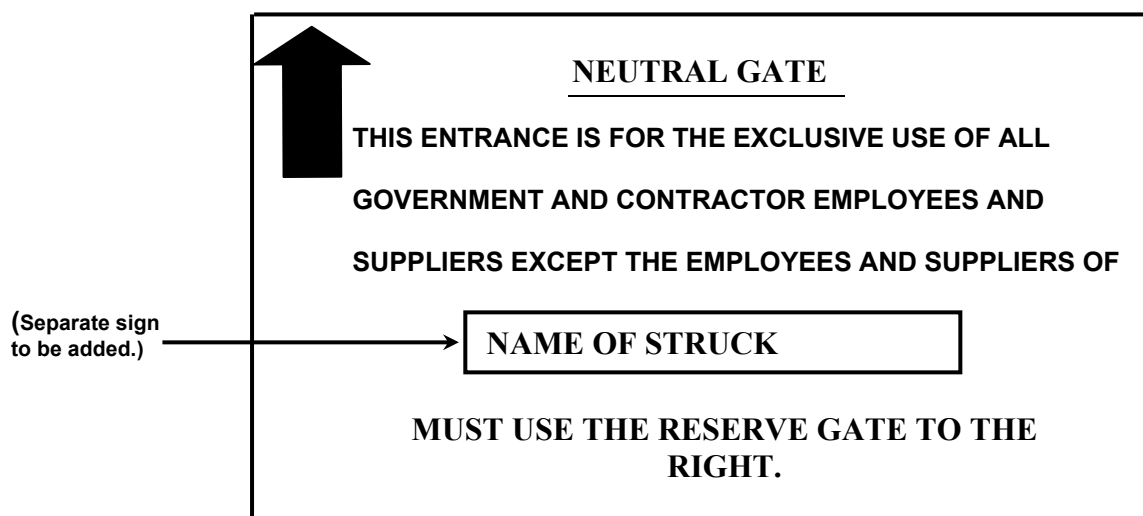 NEUTRAL GATE
THIS ENTRANCE IS FOR THE EXCLUSIVE USE OF ALL
GOVERNMENT AND CONTRACTOR EMPLOYEES AND
SUPPLIERS EXCEPT THE EMPLOYEES AND SUPPLIERS OF
(Separate sign
to be added.)
NAME OF STRUCK
MUST USE THE RESERVE GATE TO THE
RIGHT.